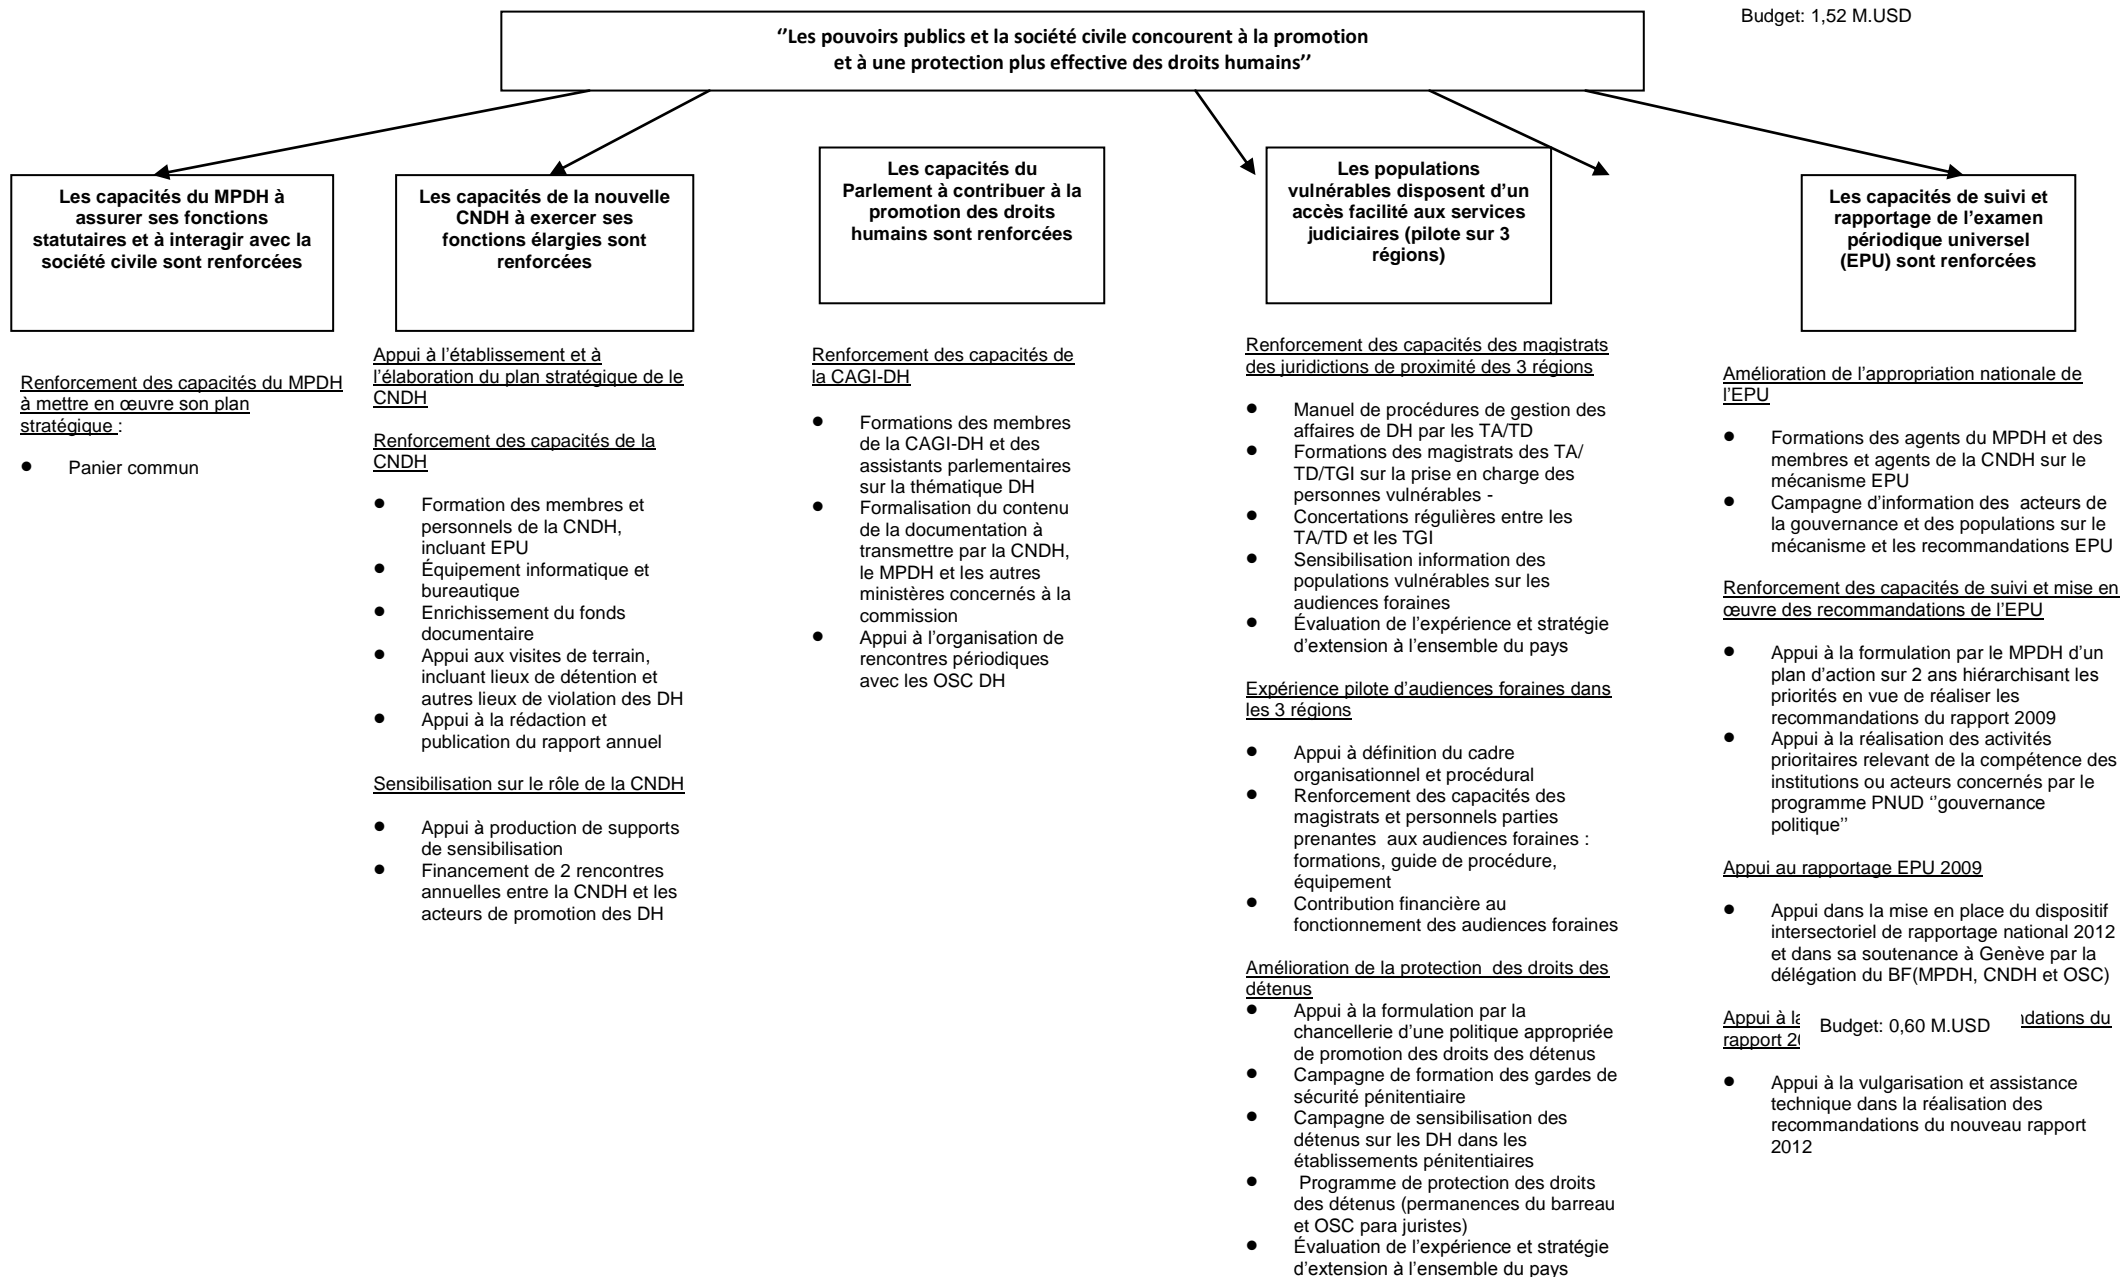 Budget: 1,52 M.USD
‘’Les pouvoirs publics et la société civile concourent à la promotion
et à une protection plus effective des droits humains’’
Les capacités du MPDH à
assurer ses fonctions
statutaires et à interagir avec la
société civile sont renforcées
Renforcement des capacités du MPDH
à mettre en œuvre son plan
stratégique :
● Panier commun
Les capacités de la nouvelle
CNDH à exercer ses
fonctions élargies sont
renforcées
Appui à l’établissement et à
l’élaboration du plan stratégique de le
CNDH
Renforcement des capacités de la
CNDH
● Formation des membres et
personnels de la CNDH,
incluant EPU
● Équipement informatique et
bureautique
● Enrichissement du fonds
documentaire
● Appui aux visites de terrain,
incluant lieux de détention et
autres lieux de violation des DH
● Appui à la rédaction et
publication du rapport annuel
Sensibilisation sur le rôle de la CNDH
● Appui à production de supports
de sensibilisation
● Financement de 2 rencontres
annuelles entre la CNDH et les
acteurs de promotion des DH
Les capacités du
Parlement à contribuer à la
promotion des droits
humains sont renforcées
Renforcement des capacités de
la CAGI-DH
● Formations des membres
de la CAGI-DH et des
assistants parlementaires
sur la thématique DH
● Formalisation du contenu
de la documentation à
transmettre par la CNDH,
le MPDH et les autres
ministères concernés à la
commission
● Appui à l’organisation de
rencontres périodiques
avec les OSC DH
Les populations
vulnérables disposent d’un
accès facilité aux services
judiciaires (pilote sur 3
régions)
Renforcement des capacités des magistrats
des juridictions de proximité des 3 régions
● Manuel de procédures de gestion des
affaires de DH par les TA/TD
● Formations des magistrats des TA/
TD/TGI sur la prise en charge des
personnes vulnérables -
● Concertations régulières entre les
TA/TD et les TGI
● Sensibilisation information des
populations vulnérables sur les
audiences foraines
● Évaluation de l’expérience et stratégie
d’extension à l’ensemble du pays
Expérience pilote d’audiences foraines dans
les 3 régions
● Appui à définition du cadre
organisationnel et procédural
● Renforcement des capacités des
magistrats et personnels parties
prenantes aux audiences foraines :
formations, guide de procédure,
équipement
● Contribution financière au
fonctionnement des audiences foraines
Amélioration de la protection des droits des
détenus
● Appui à la formulation par la
chancellerie d’une politique appropriée
de promotion des droits des détenus
● Campagne de formation des gardes de
sécurité pénitentiaire
● Campagne de sensibilisation des
détenus sur les DH dans les
établissements pénitentiaires
● Programme de protection des droits
des détenus (permanences du barreau
et OSC para juristes)
● Évaluation de l’expérience et stratégie
d’extension à l’ensemble du pays
Les capacités de suivi et
rapportage de l’examen
périodique universel
(EPU) sont renforcées
Amélioration de l’appropriation nationale de
l’EPU
● Formations des agents du MPDH et des
membres et agents de la CNDH sur le
mécanisme EPU
● Campagne d’information des acteurs de
la gouvernance et des populations sur le
mécanisme et les recommandations EPU
Renforcement des capacités de suivi et mise en
œuvre des recommandations de l’EPU
● Appui à la formulation par le MPDH d’un
plan d’action sur 2 ans hiérarchisant les
priorités en vue de réaliser les
recommandations du rapport 2009
● Appui à la réalisation des activités
prioritaires relevant de la compétence des
institutions ou acteurs concernés par le
programme PNUD ‘’gouvernance
politique’’
Appui au rapportage EPU 2009
● Appui dans la mise en place du dispositif
intersectoriel de rapportage national 2012
et dans sa soutenance à Genève par la
délégation du BF(MPDH, CNDH et OSC)
Appui à du
rapport
Budget: 0,60 M.USD
● Appui à la vulgarisation et assistance
technique dans la réalisation des
recommandations du nouveau rapport
2012